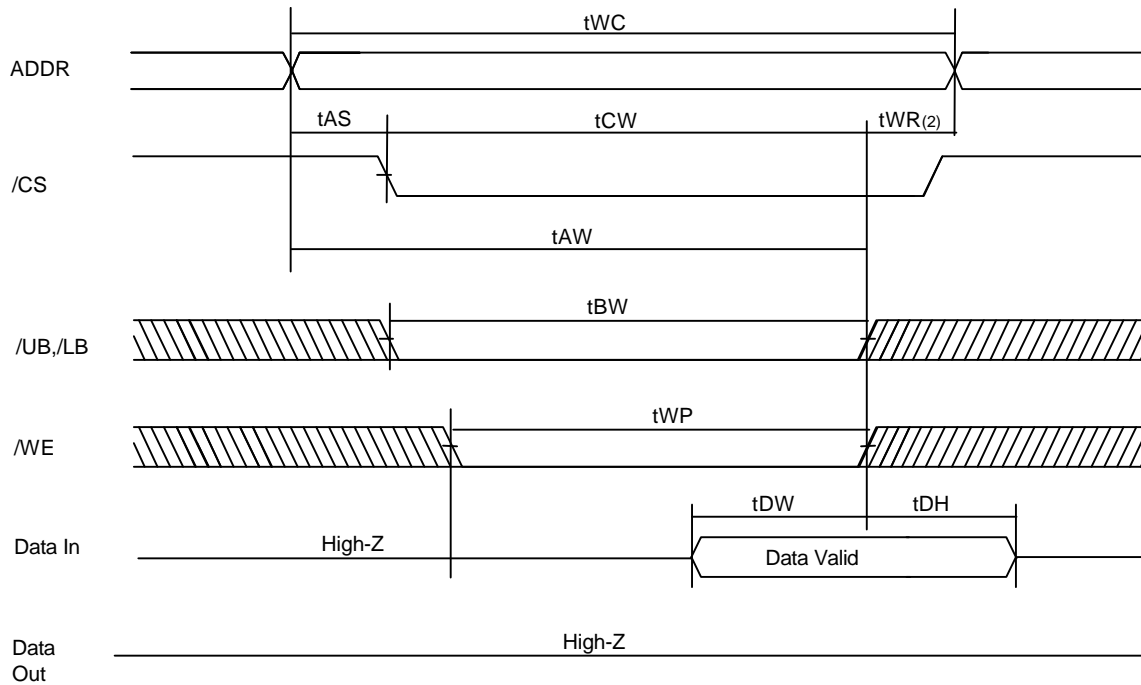 tWC
ADDR
tAS tCW tWR(2)
/CS
tAW
tBW
/UB,/LB
tWP
/WE
tDW tDH
Data In High-Z Data Valid
High-Z
Data
Out